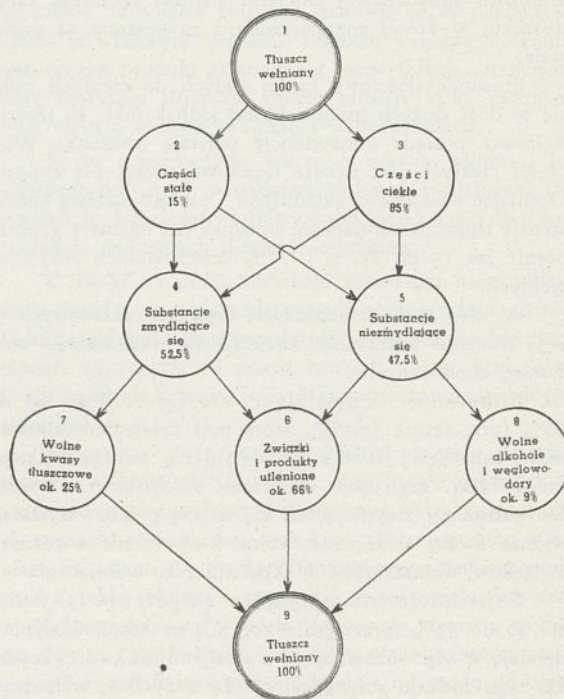 1
Tłuszcz
wełniany
100%
2
Części
stałe
15%
3
Części
ciekłe
85%
4
Substancje
zmydlające
się
52,5%
5
Substancje
niezmydlające
się
47,5%
7
Wolne
kwasy
tłuszczowe
ok. 25%
6
Związki
i produkty
utlenione
ok. 66%
8
Wolne
alkohole
i węglowo-
dory
ok. 9%
9
Tłuszcz
wełniany
100%